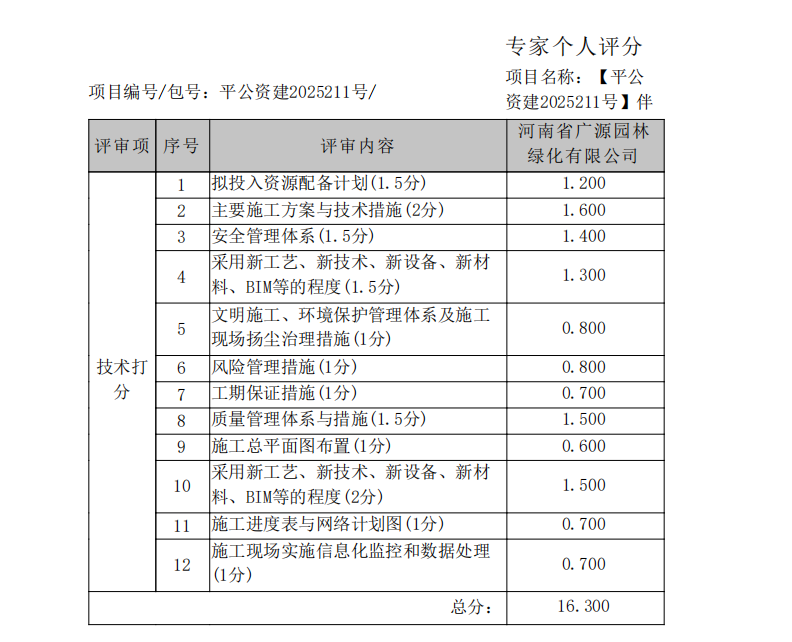 专家个人评分
项目编号/包号：平公资建2025211号/
项目名称：【平公
资建2025211号】伴
评审项 序号 评审内容 河南省广源园林
绿化有限公司
技术打
分
1 拟投入资源配备计划(1.5分) 1.200
2 主要施工方案与技术措施(2分) 1.600
3 安全管理体系(1.5分) 1.400
4 采用新工艺、新技术、新设备、新材
料、BIM等的程度(1.5分) 1.300
5 文明施工、环境保护管理体系及施工
现场扬尘治理措施(1分) 0.800
6 风险管理措施(1分) 0.800
7 工期保证措施(1分) 0.700
8 质量管理体系与措施(1.5分) 1.500
9 施工总平面图布置(1分) 0.600
10 采用新工艺、新技术、新设备、新材
料、BIM等的程度(2分) 1.500
11 施工进度表与网络计划图(1分) 0.700
12 施工现场实施信息化监控和数据处理
(1分) 0.700
总分： 16.300